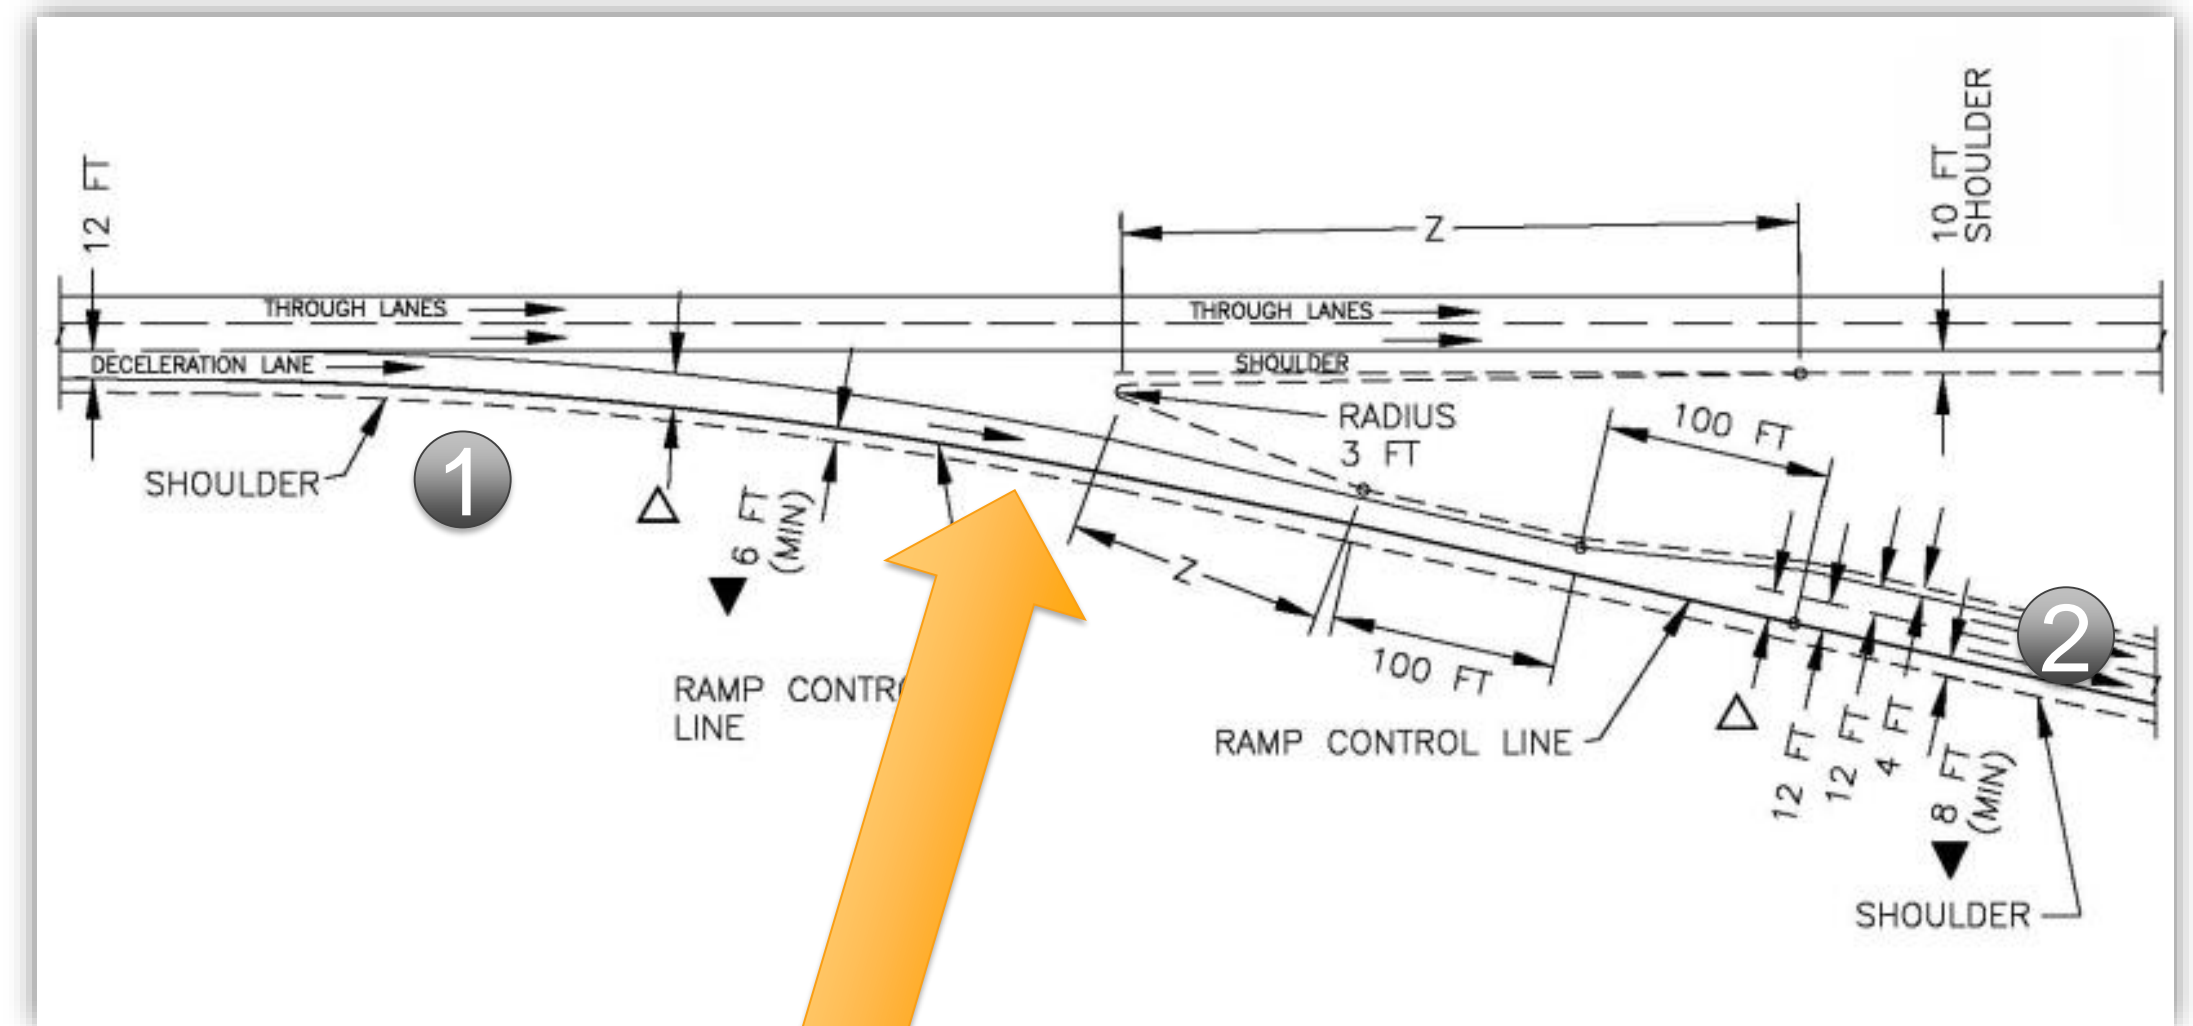 12 FT
10 FT
SHOULDER
Z
THROUGH LANES
THROUGH LANES
DECELERATION LANE
SHOULDER
RADIUS
3 FT
100 FT
SHOULDER
1
6 FT
(MIN)
Z
100 FT
2
RAMP CONTRO
LINE
RAMP CONTROL LINE
12 FT
12 FT
4 FT
8 FT
(MIN)
SHOULDER